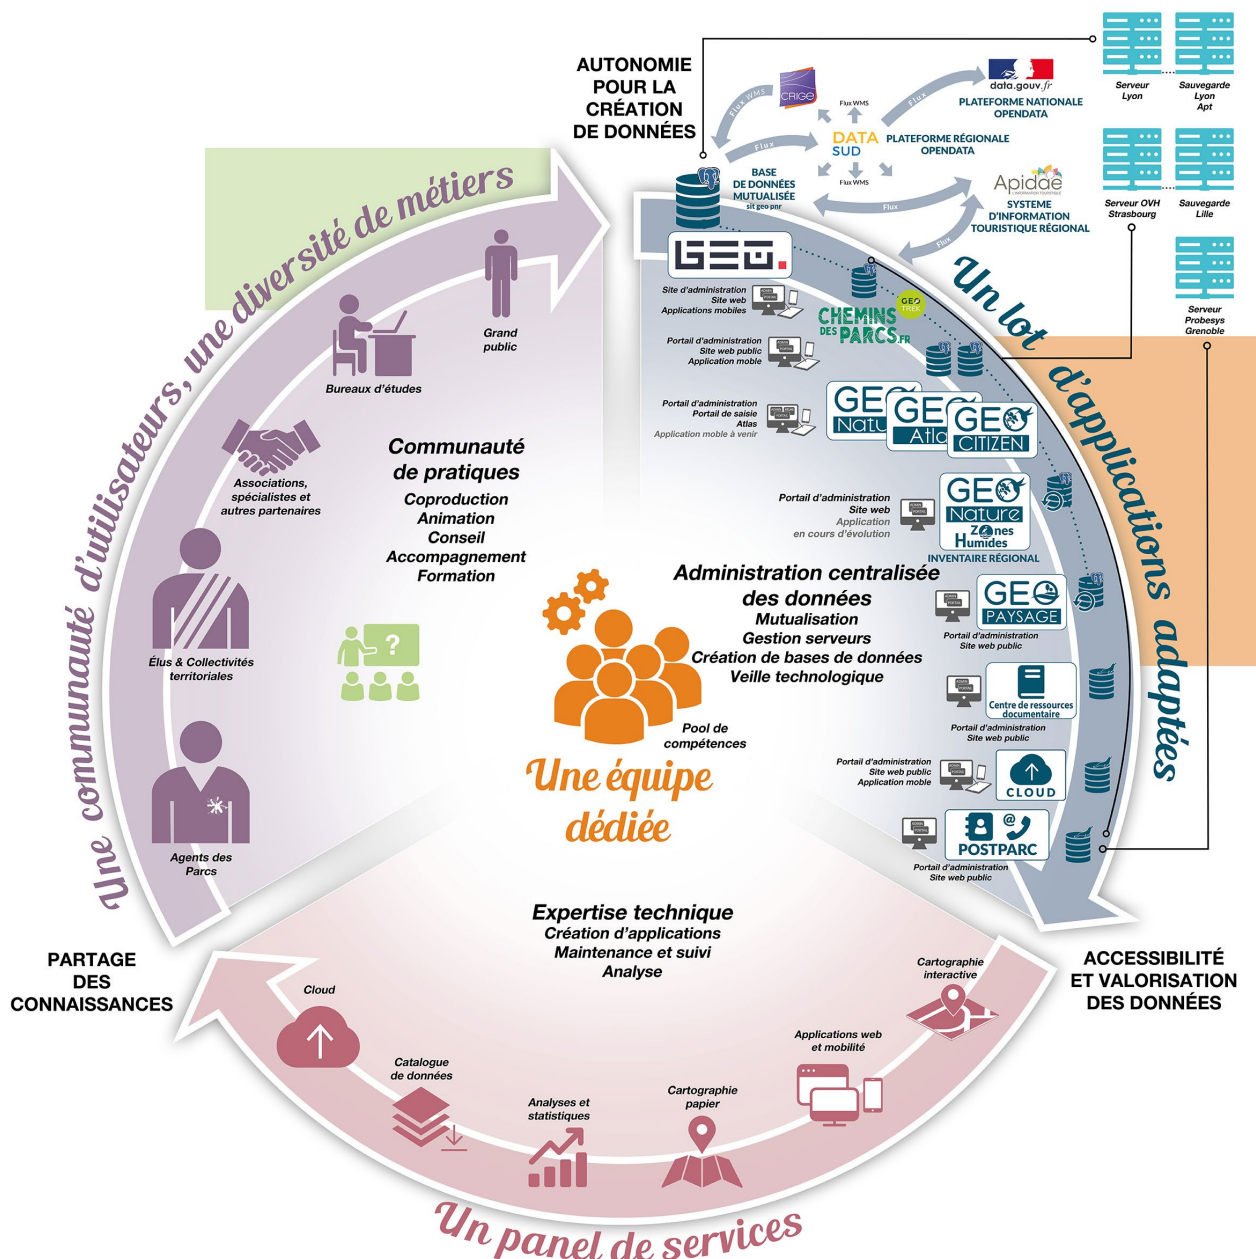 AUTONOMIE
POUR LA
CRÉATION
DE DONNÉES
CRIGE
Flux WMS
Flux WMS
Flux
Flux
DATA
SUD
Flux WMS
data.gouv.fr
PLATEFORME NATIONALE
OPENDATA
PLATEFORME RÉGIONALE
OPENDATA
BASE
DE DONNÉES
MUTUALISÉE
sit geo pnr
Flux
Flux
Apidae
L'INFORMATION TOURISTIQUE
SYSTEME
D'INFORMATION
TOURISTIQUE RÉGIONAL
Serveur
Lyon
Sauvegarde
Lyon
Apt
Serveur OVH
Strasbourg
Sauvegarde
Lille
Serveur
Probesys
Grenoble
Une communauté d'utilisateurs, une diversité de métiers
Grand
public
Bureaux d'études
Associations,
spécialistes et
autres partenaires
Élus & Collectivités
territoriales
Agents des
Parcs
Communauté
de pratiques
Coproduction
Animation
Conseil
Accompagnement
Formation
?
Un lot d'applications adaptées
GEO.
Site d'administration
Site web
Applications mobiles
CHEMINS
DES PARCS.FR
GEO
TREK
Portail d'administration
Site web public
Application moble
Portail d'administration
Portail de saisie
Atlas
Application moble à venir
GEO
Natu
GEO
Atla
GEO
CITIZEN
Portail d'administration
Site web
Application
en cours d'évolution
GEO
Nature
Zones
Humides
INVENTAIRE RÉGIONAL
GEO
PAYSAGE
Portail d'administration
Site web public
Centre de ressources
documentaire
Portail d'administration
Site web public
Portail d'administration
Site web public
Application moble
CLOUD
@
POSTPARC
Portail d'administration
Site web public
Administration centralisée
des données
Mutualisation
Gestion serveurs
Création de bases de données
Veille technologique
Pool de
compétences
Une équipe
dédiée
Expertise technique
Création d'applications
Maintenance et suivi
Analyse
PARTAGE
DES
CONNAISSANCES
ACCESSIBILITÉ
ET VALORISATION
DES DONNÉES
Cloud
Catalogue
de données
Analyses et
statistiques
Cartographie
papier
Applications web
et mobilité
Cartographie
interactive
Un panel de services